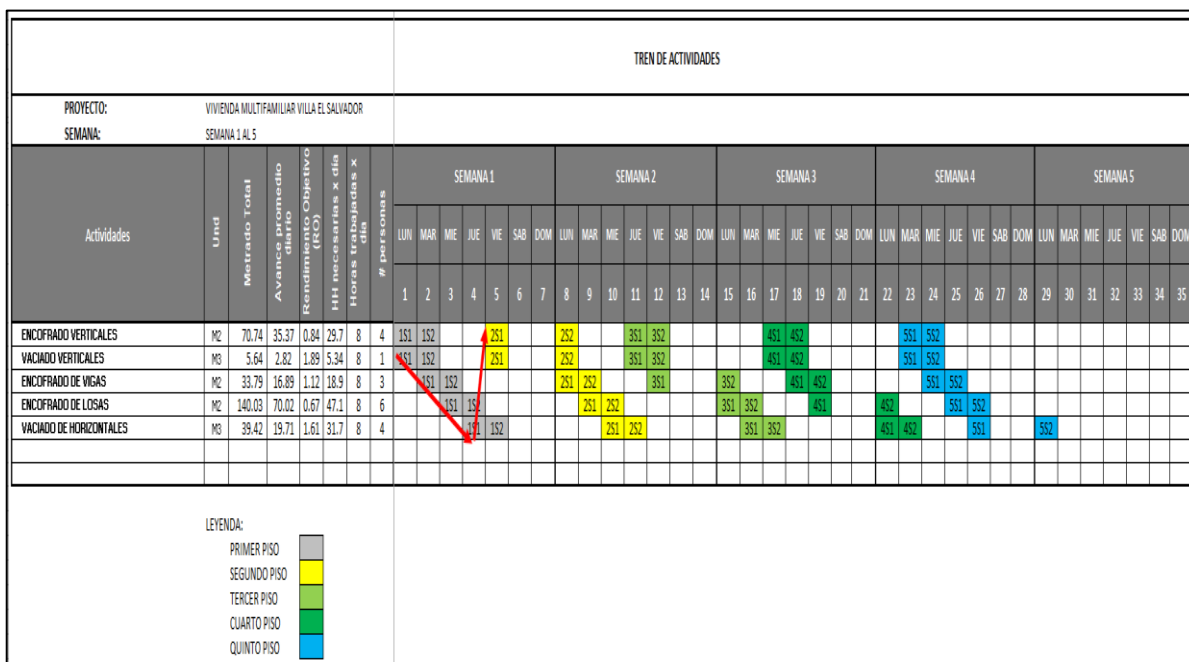 TREN DE ACTIVIDADES
PROYECTO: VIVIENDA MULTIFAMILIAR VILLA EL SALVADOR
SEMANA: SEMANA 1 AL 5
Actividades Und Metrado Total Avance promedio diario Rendimiento Objetivo (RO) HH necesarias x dia Horas trabajadas x dia # personas SEMANA 1 SEMANA 2 SEMANA 3 SEMANA 4 SEMANA 5
LUN MAR MIE JUE VIE SAB DOM LUN MAR MIE JUE VIE SAB DOM LUN MAR MIE JUE VIE SAB DOM LUN MAR MIE JUE VIE SAB DOM LUN MAR MIE JUE VIE SAB DOM
1 2 3 4 5 6 7 8 9 10 11 12 13 14 15 16 17 18 19 20 21 22 23 24 25 26 27 28 29 30 31 32 33 34 35
ENCOFRADO VERTICALES M2 70.74 35.37 0.84 29.7 8 4 1S1 1S2 2S1 2S2 3S1 3S2 4S1 4S2 5S1 5S2
VACIADO VERTICALES M3 5.64 2.82 1.89 5.34 8 1 1S1 1S2 2S1 2S2 3S1 3S2 4S1 4S2 5S1 5S2
ENCOFRADO DE VIGAS M2 33.79 16.89 1.12 18.9 8 3 1S1 1S2 2S1 2S2 3S1 3S2 4S1 4S2 5S1 5S2
ENCOFRADO DE LOSAS M2 140.03 70.02 0.67 47.1 8 6 1S1 1S2 2S1 2S2 3S1 3S2 4S1 4S2 5S1 5S2
VACIADO DE HORIZONTALES M3 39.42 19.71 1.61 31.7 8 4 1S1 1S2 2S1 2S2 3S1 3S2 4S1 4S2 5S1 5S2
LEYENDA:
PRIMER PISO
SEGUNDO PISO
TERCER PISO
CUARTO PISO
QUINTO PISO